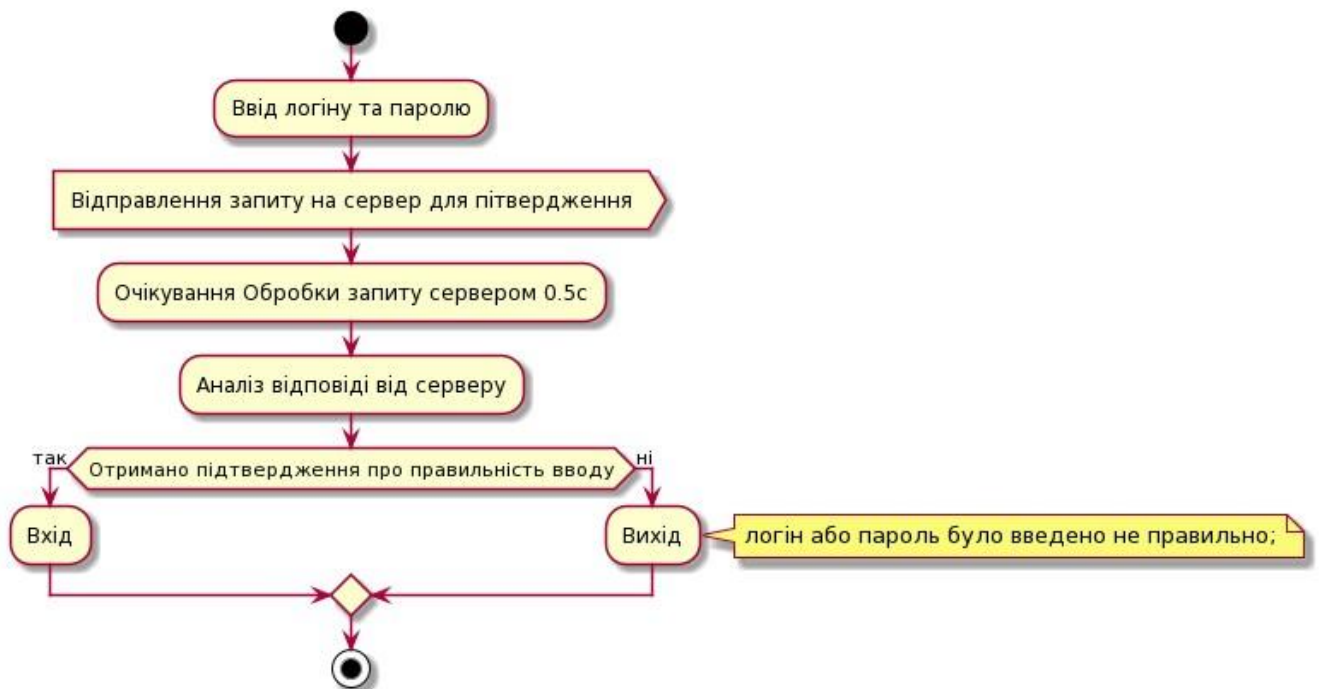 Ввід логіну та паролю
Відправлення запиту на сервер для пітвердження
Очікування Обробки запиту сервером 0.5с
Аналіз відповіді від серверу
так
Отримано підтвердження про правильність вводу
ні
Вхід
Вихід
логін або пароль було введено не правильно;